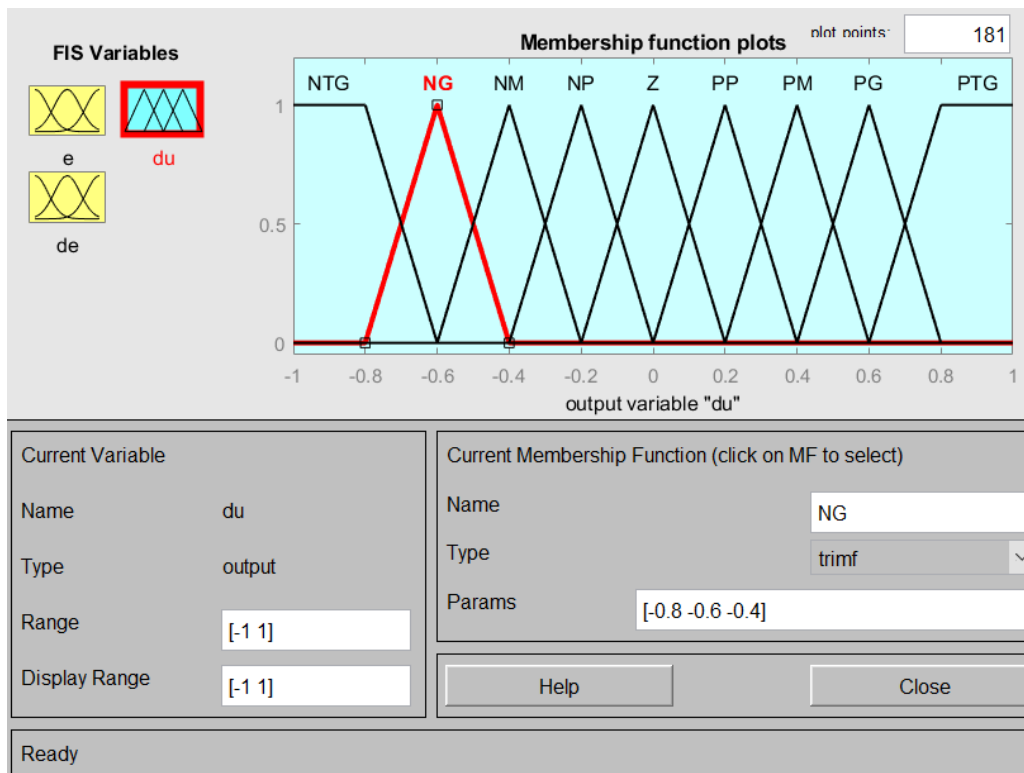 FIS Variables
e
du
de
Membership function plots
plot points:
181
NTG NG NM NP Z PP PM PG PTG
1
0.5
0
-1 -0.8 -0.6 -0.4 -0.2 0 0.2 0.4 0.6 0.8 1
output variable "du"
Current Variable
Name du
Type output
Range [-1 1]
Display Range [-1 1]
Current Membership Function (click on MF to select)
Name NG
Type trimf
Params [-0.8 -0.6 -0.4]
Help Close
Ready